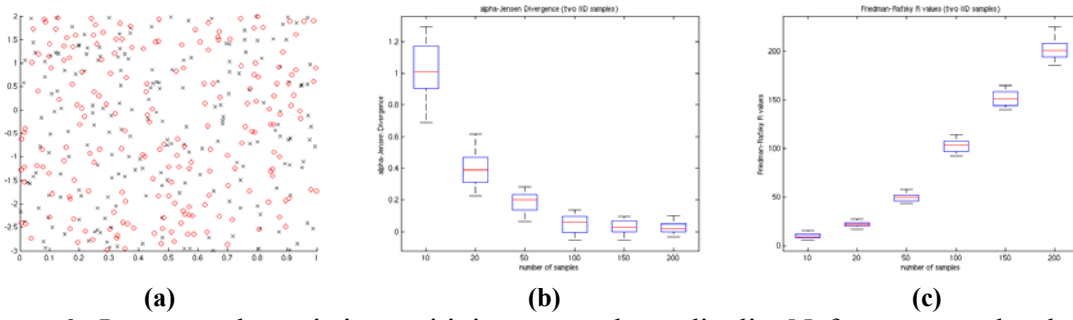 alpha-Jensen Divergence (two IID samples)
Friedman-Rafsky R values (two IID samples)
2
1.5
1
0.5
0
-0.5
-1
-1.5
-2
-2.5
-3
0 0.1 0.2 0.3 0.4 0.5 0.6 0.7 0.8 0.9 1
alpha-Jensen Divergence
1.2
1
0.8
0.6
0.4
0.2
0
10 20 50 100 150 200
number of samples
Friedman-Rafsky R values
200
150
100
50
0
10 20 50 100 150 200
number of samples
(a) (b) (c)